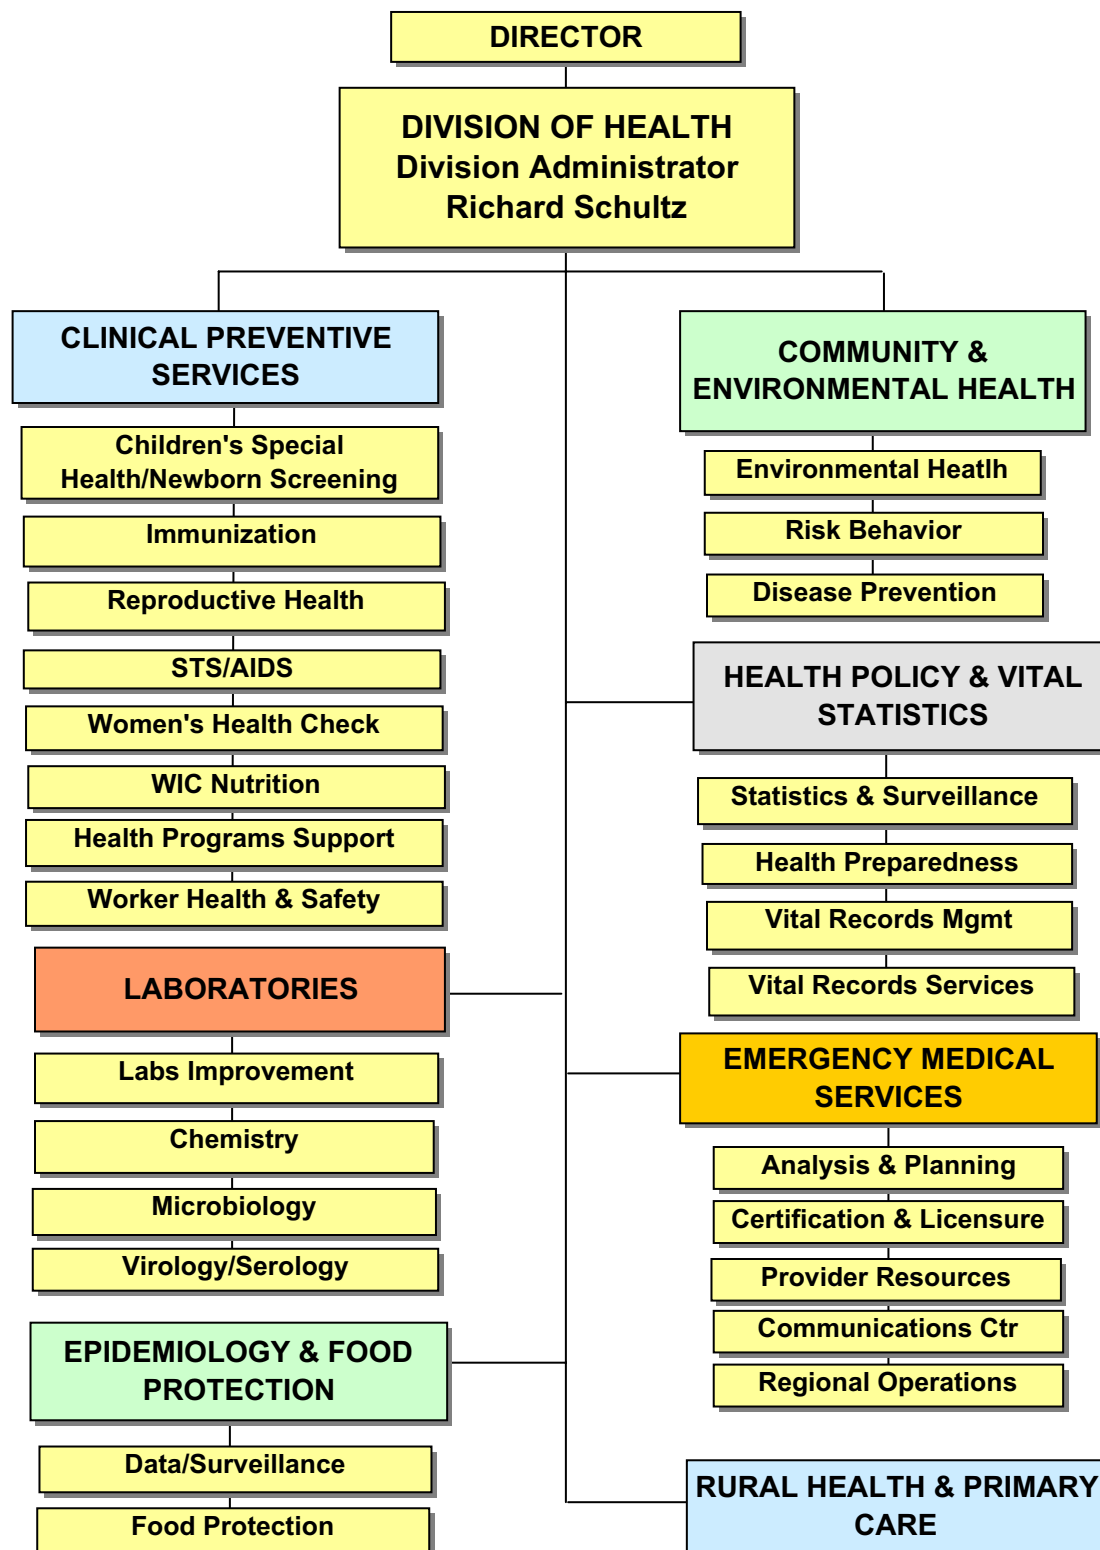 DIRECTOR
DIVISION OF HEALTH
Division Administrator
Richard Schultz
CLINICAL PREVENTIVE
SERVICES
Children's Special
Health/Newborn Screening
Immunization
Reproductive Health
STS/AIDS
Women's Health Check
WIC Nutrition
Health Programs Support
Worker Health & Safety
LABORATORIES
Labs Improvement
Chemistry
Microbiology
Virology/Serology
EPIDEMIOLOGY & FOOD
PROTECTION
Data/Surveillance
Food Protection
COMMUNITY &
ENVIRONMENTAL HEALTH
Environmental Heatlh
Risk Behavior
Disease Prevention
HEALTH POLICY & VITAL
STATISTICS
Statistics & Surveillance
Health Preparedness
Vital Records Mgmt
Vital Records Services
EMERGENCY MEDICAL
SERVICES
Analysis & Planning
Certification & Licensure
Provider Resources
Communications Ctr
Regional Operations
RURAL HEALTH & PRIMARY
CARE